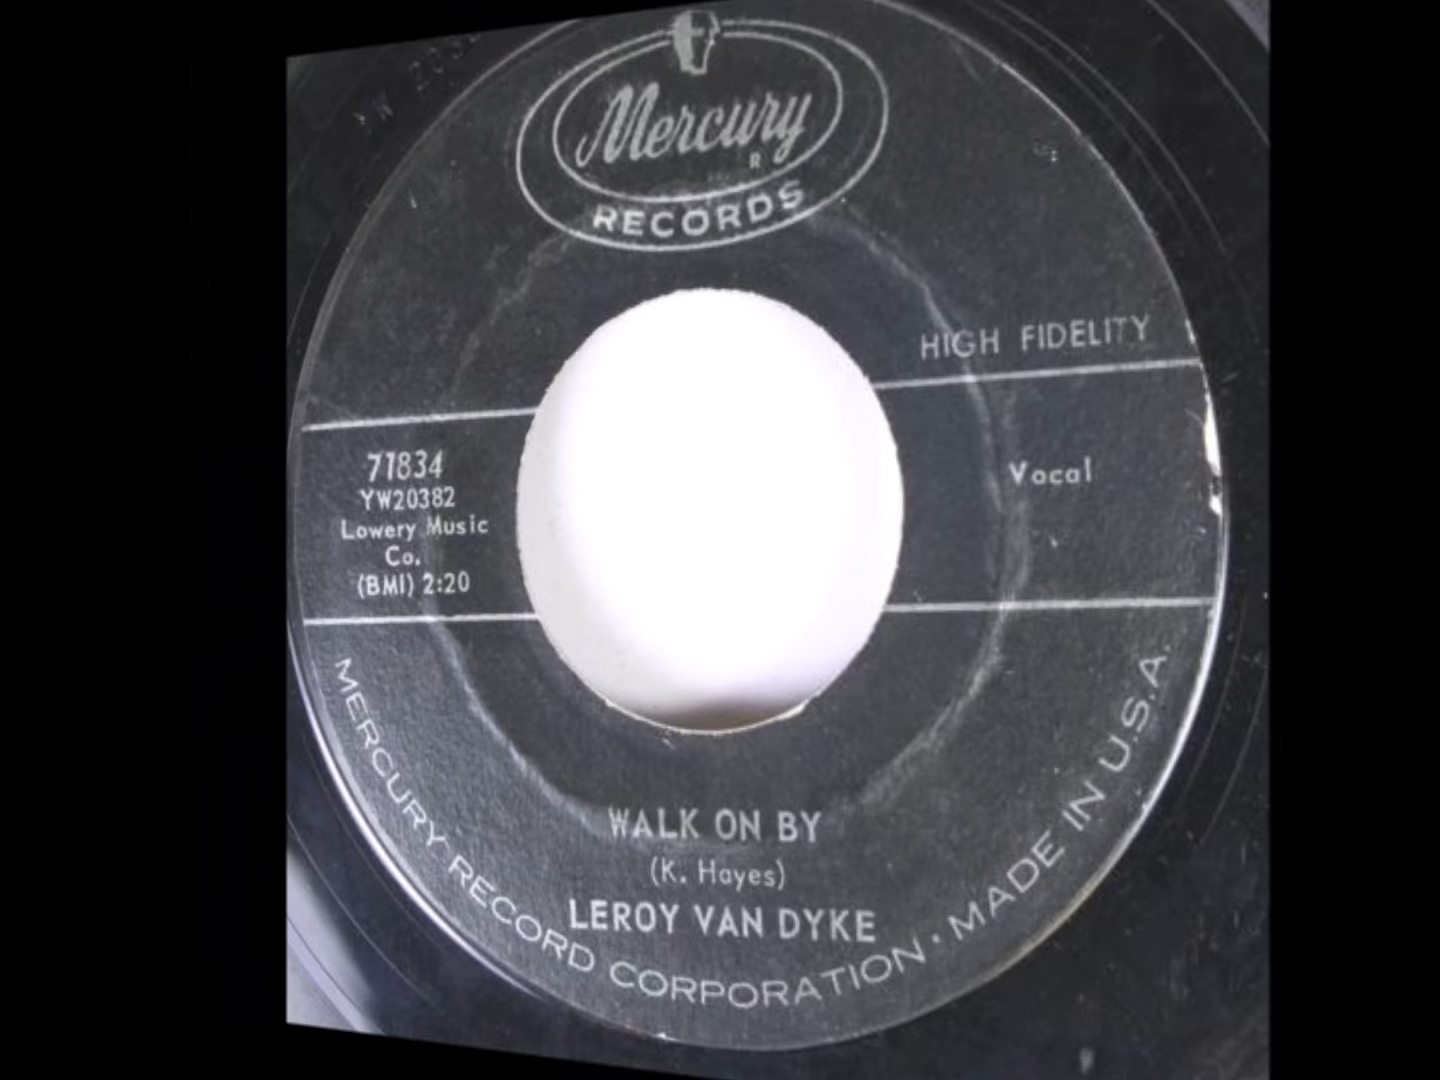 Mercury
R
RECORDS
HIGH FIDELITY
71834
YW20382
Lowery Music
Co.
(BMI) 2:20
Vocal
WALK ON BY
(K. Hayes)
LEROY VAN DYKE
MERCURY RECORD CORPORATION • MADE IN U.S.A.